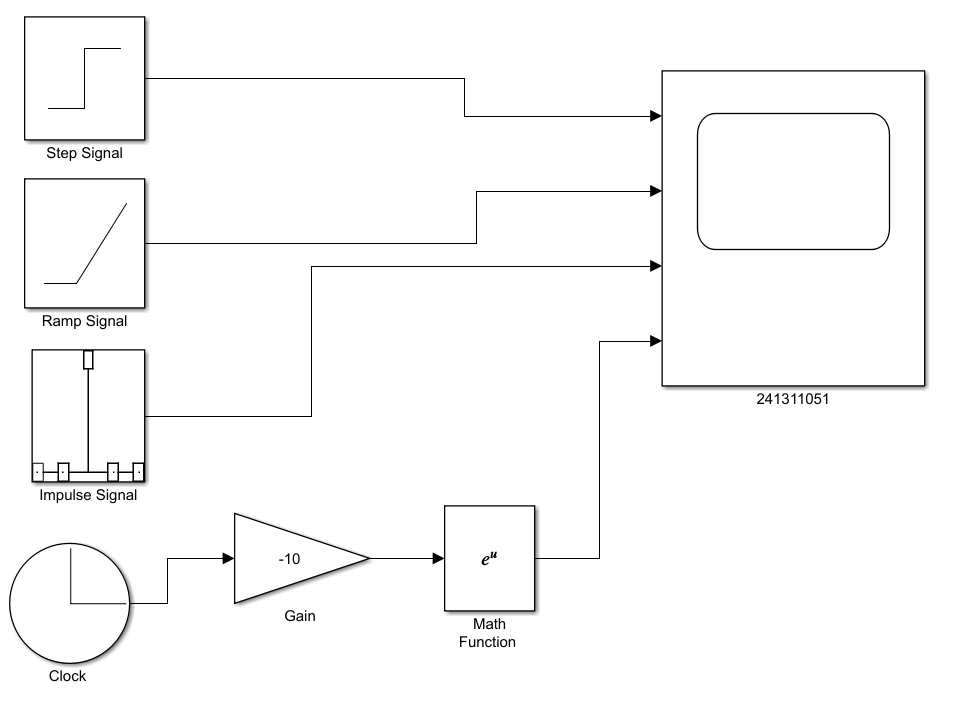 Step Signal
Ramp Signal
Impulse Signal
Clock
-10
Gain
e^u
Math
Function
241311051